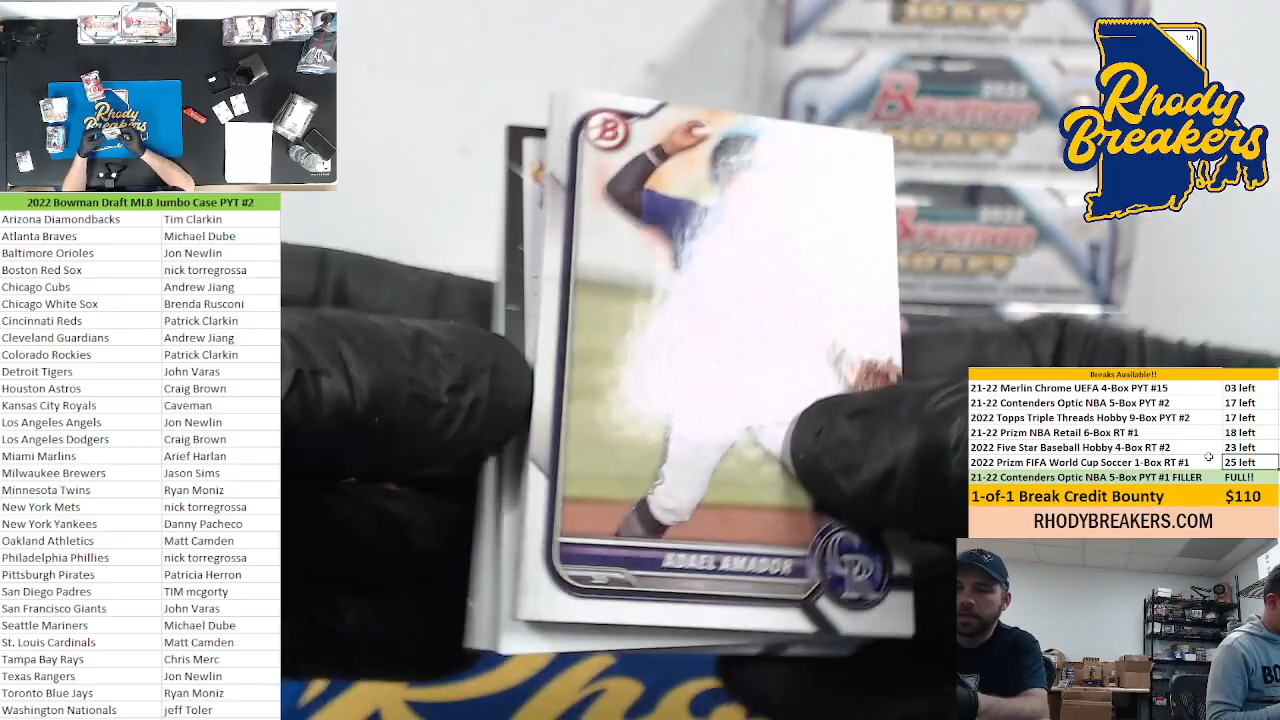 2022 Bowman Draft MLB Jumbo Case PYT #2
Arizona Diamondbacks Tim Clarkin
Atlanta Braves Michael Dube
Baltimore Orioles Jon Newlin
Boston Red Sox nick torregrossa
Chicago Cubs Andrew Jiang
Chicago White Sox Brenda Rusconi
Cincinnati Reds Patrick Clarkin
Cleveland Guardians Andrew Jiang
Colorado Rockies Patrick Clarkin
Detroit Tigers John Varas
Houston Astros Craig Brown
Kansas City Royals Caveman
Los Angeles Angels Jon Newlin
Los Angeles Dodgers Craig Brown
Miami Marlins Arief Harlan
Milwaukee Brewers Jason Sims
Minnesota Twins Ryan Moniz
New York Mets nick torregrossa
New York Yankees Danny Pacheco
Oakland Athletics Matt Camden
Philadelphia Phillies nick torregrossa
Pittsburgh Pirates Patricia Herron
San Diego Padres TIM mcgorty
San Francisco Giants John Varas
Seattle Mariners Michael Dube
St. Louis Cardinals Matt Camden
Tampa Bay Rays Chris Merc
Texas Rangers Jon Newlin
Toronto Blue Jays Ryan Moniz
Washington Nationals jeff Toler
Rhody
Breakers
B
ADAEL AMADOR
CR
2022
Bowman
DRAFT
2022
Bowman
1/1
Rhody
Breakers
Breaks Available!!
21-22 Merlin Chrome UEFA 4-Box PYT #15 03 left
21-22 Contenders Optic NBA 5-Box PYT #2 17 left
2022 Topps Triple Threads Hobby 9-Box PYT #2 17 left
21-22 Prizm NBA Retail 6-Box RT #1 18 left
2022 Five Star Baseball Hobby 4-Box RT #2 23 left
2022 Prizm FIFA World Cup Soccer 1-Box RT #1 25 left
21-22 Contenders Optic NBA 5-Box PYT #1 FILLER FULL!!
1-of-1 Break Credit Bounty $110
RHODYBREAKERS.COM